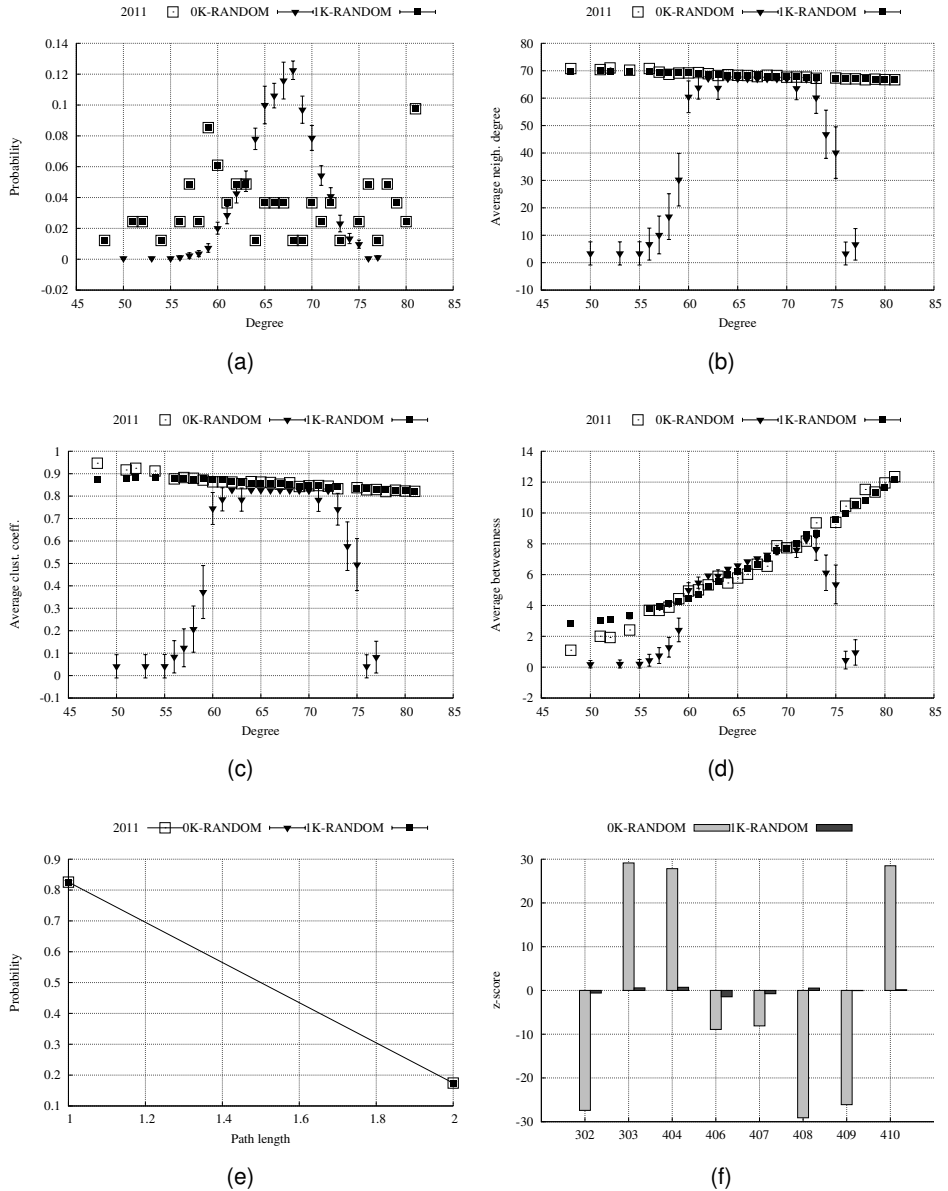 2011 0K-RANDOM 1K-RANDOM
0.14
0.12
0.1
0.08
0.06
0.04
0.02
0
-0.02
Probability
45 50 55 60 65 70 75 80 85
Degree
(a)
2011 0K-RANDOM 1K-RANDOM
90
80
70
60
50
40
30
20
10
0
-10
Average neigh. degree
45 50 55 60 65 70 75 80 85
Degree
(b)
2011 0K-RANDOM 1K-RANDOM
1
0.9
0.8
0.7
0.6
0.5
0.4
0.3
0.2
0.1
0
-0.1
Average clust. coeff.
45 50 55 60 65 70 75 80 85
Degree
(c)
2011 0K-RANDOM 1K-RANDOM
14
12
10
8
6
4
2
0
-2
Average betweenness
45 50 55 60 65 70 75 80 85
Degree
(d)
2011 0K-RANDOM 1K-RANDOM
0.9
0.8
0.7
0.6
0.5
0.4
0.3
0.2
0.1
Probability
1 1.2 1.4 1.6 1.8 2
Path length
(e)
0K-RANDOM 1K-RANDOM
30
20
10
0
-10
-20
-30
z-score
302 303 404 406 407 408 409 410
(f)